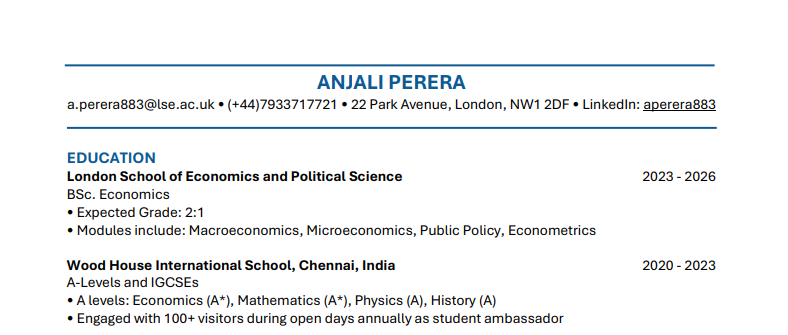 ANJALI PERERA
a.perera883@lse.ac.uk • (+44)7933717721 • 22 Park Avenue, London, NW1 2DF • LinkedIn: aperera883
EDUCATION
London School of Economics and Political Science 2023 - 2026
BSc. Economics
• Expected Grade: 2:1
• Modules include: Macroeconomics, Microeconomics, Public Policy, Econometrics
Wood House International School, Chennai, India 2020 - 2023
A-Levels and IGCSEs
• A levels: Economics (A*), Mathematics (A*), Physics (A), History (A)
• Engaged with 100+ visitors during open days annually as student ambassador